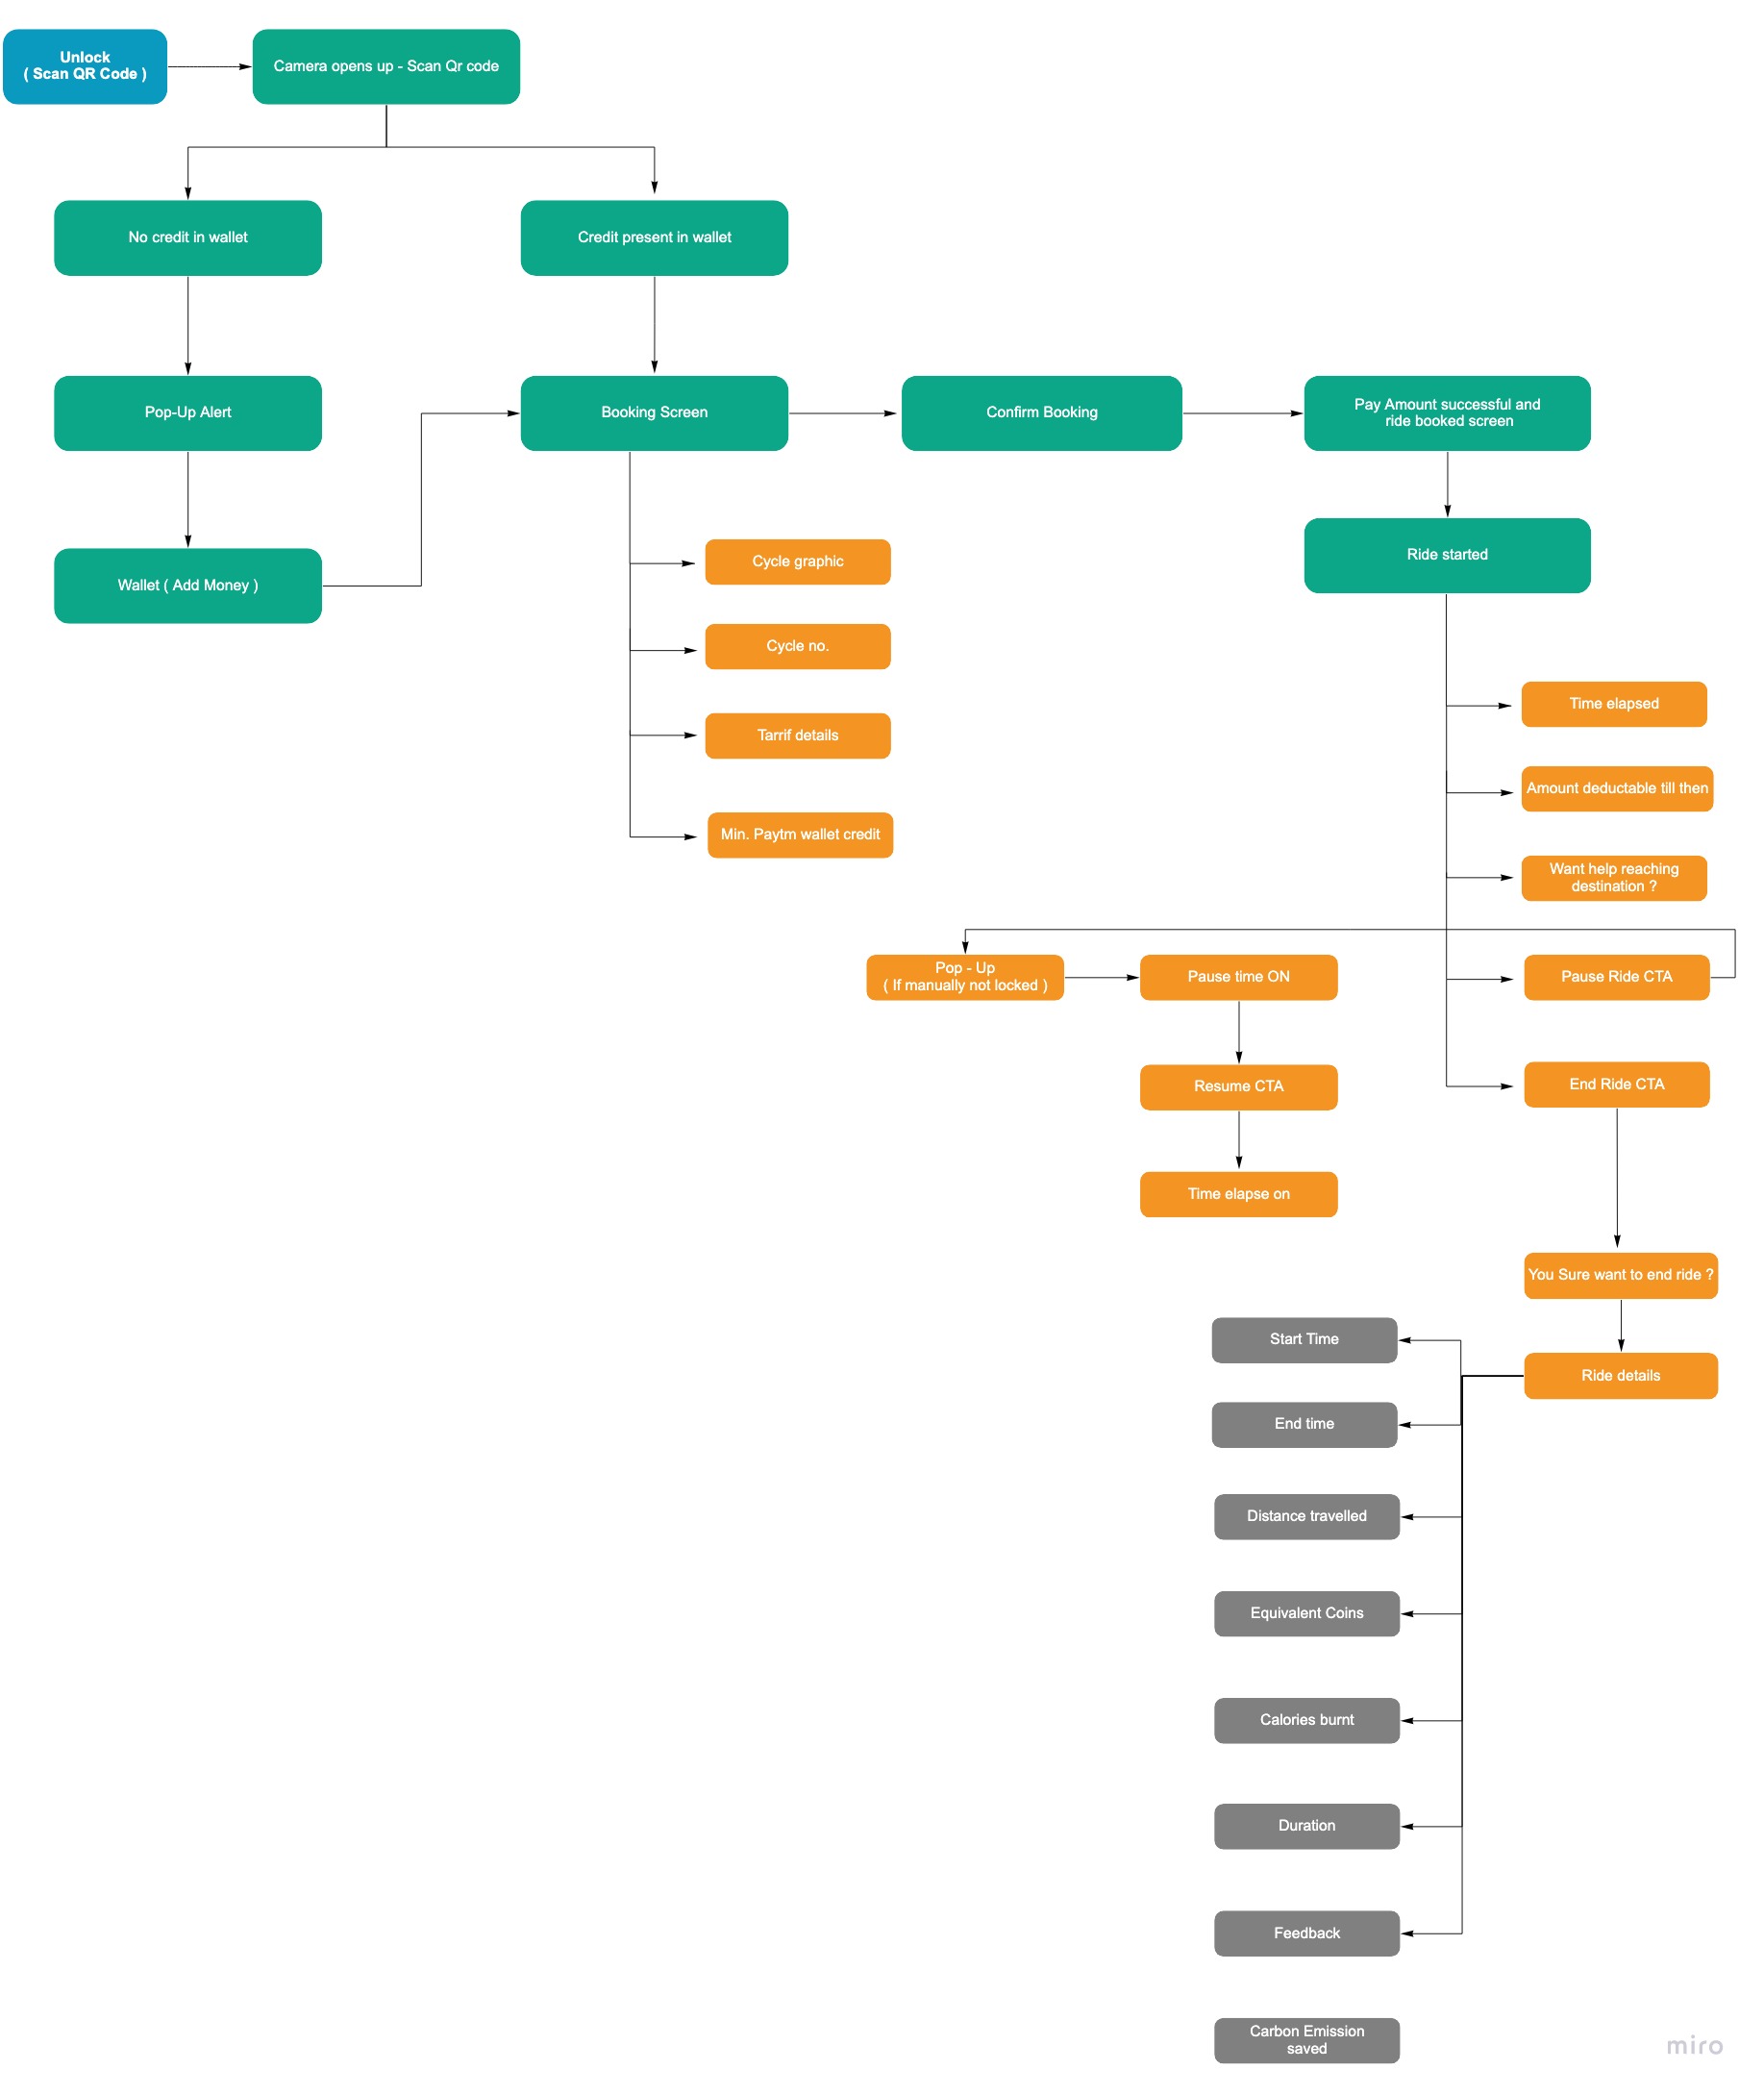 Unlock
( Scan QR Code )
Camera opens up - Scan Qr code
No credit in wallet
Credit present in wallet
Pop-Up Alert
Booking Screen
Confirm Booking
Pay Amount successful and
ride booked screen
Wallet ( Add Money )
Ride started
Cycle graphic
Cycle no.
Tarrif details
Min. Paytm wallet credit
Time elapsed
Amount deductable till then
Want help reaching
destination ?
Pop - Up
( If manually not locked )
Pause time ON
Pause Ride CTA
Resume CTA
End Ride CTA
Time elapse on
You Sure want to end ride ?
Start Time
Ride details
End time
Distance travelled
Equivalent Coins
Calories burnt
Duration
Feedback
Carbon Emission
saved
miro